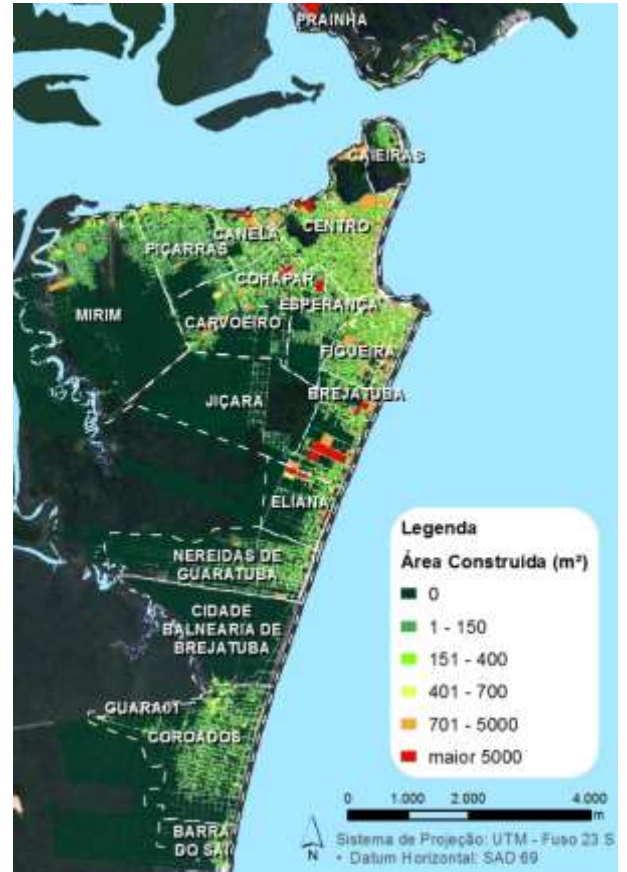 PRAINHA
CAIEIRAS
CENTRO
CANELA
PIÇARRAS
COHAPAR
ESPERANÇA
MIRIM
CARVOEIRO
FIGUEIRA
BREJATUBA
JIÇARA
ELIANA
NEREIDAS DE
GUARATUBA
CIDADE
BALNEARIA DE
BREJATUBA
GUARA01
COROADOS
BARRA
DO SAI
Legenda
Área Construída (m²)
0
1 - 150
151 - 400
401 - 700
701 - 5000
maior 5000
0 1.000 2.000 4.000
m
N
Sistema de Projeção: UTM - Fuso 23 S
• Datum Horizontal: SAD 69